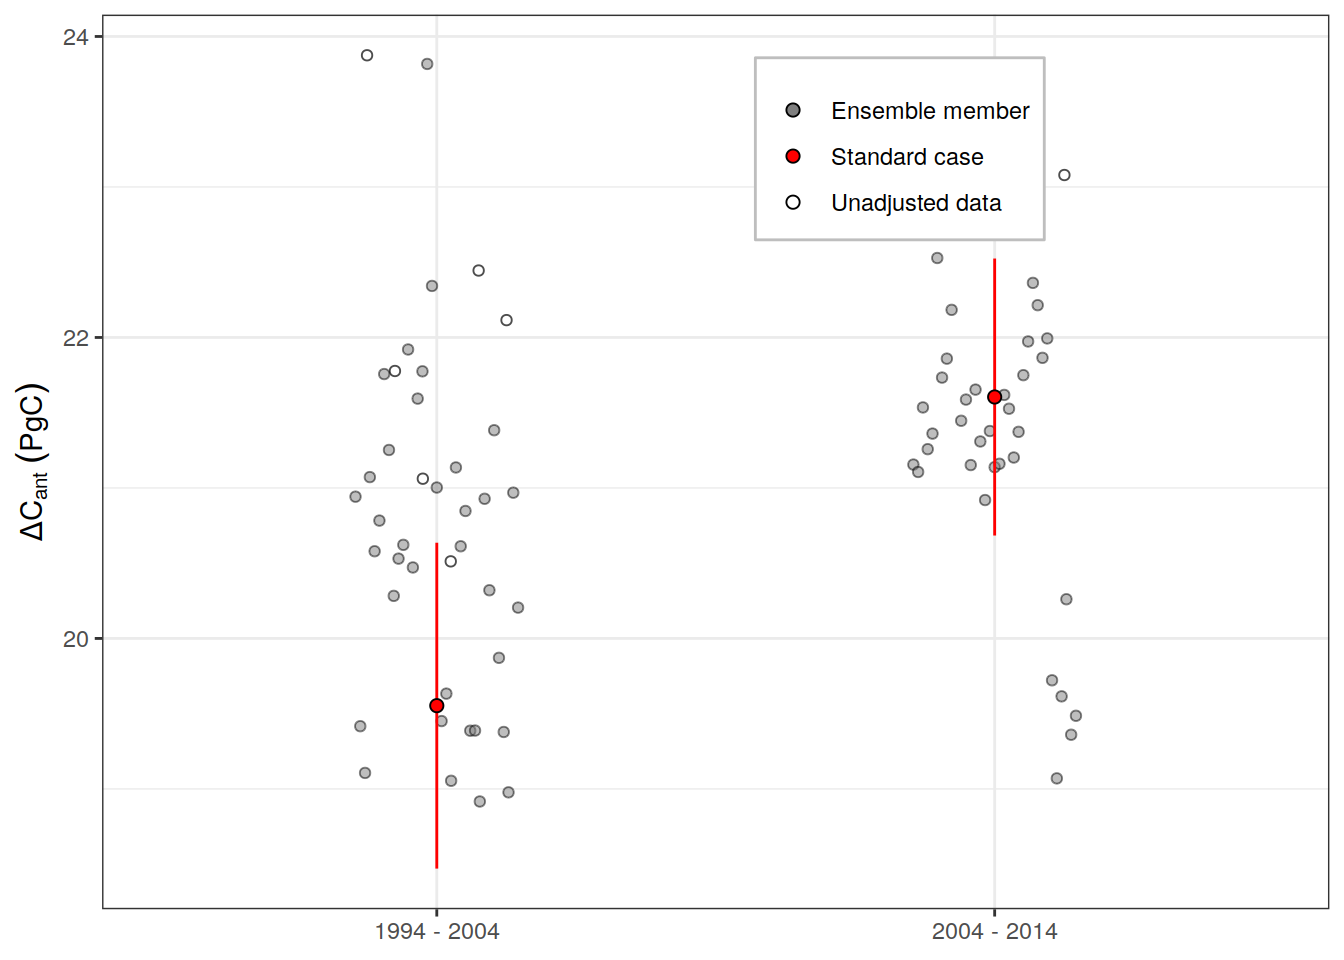 24
22
20
ΔCant (PgC)
Ensemble member
Standard case
Unadjusted data
1994 - 2004
2004 - 2014